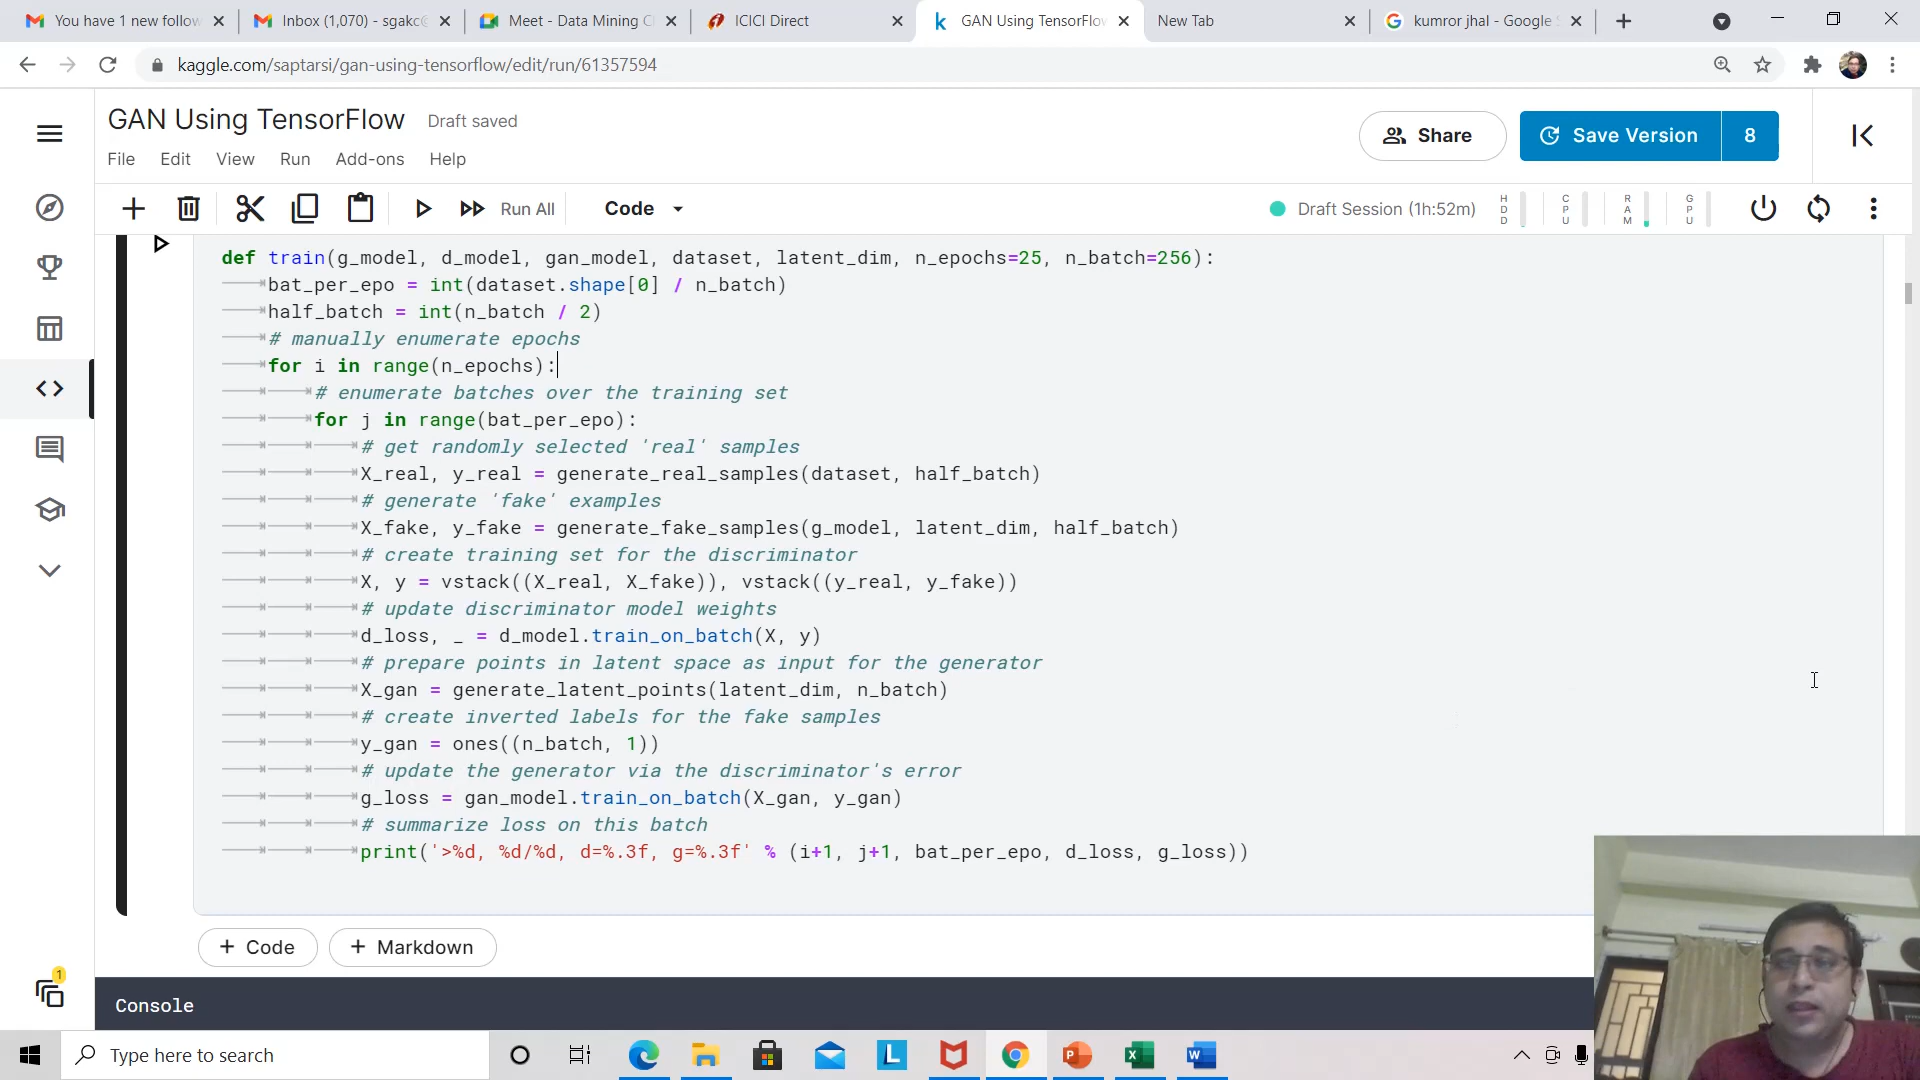 You have 1 new follow
Inbox (1,070) - sgakc@
Meet - Data Mining C
ICICI Direct
GAN Using TensorFlow
New Tab
kumror jhal - Google S
kaggle.com/saptarsi/gan-using-tensorflow/edit/run/61357594
GAN Using TensorFlow
Draft saved
Share
Save Version
8
File Edit View Run Add-ons Help
Run All
Code
Draft Session (1h:52m)
HDD
CPU
RAM
GPU
def train(g_model, d_model, gan_model, dataset, latent_dim, n_epochs=25, n_batch=256):
bat_per_epo = int(dataset.shape[0] / n_batch)
half_batch = int(n_batch / 2)
# manually enumerate epochs
for i in range(n_epochs):
# enumerate batches over the training set
for j in range(bat_per_epo):
# get randomly selected 'real' samples
X_real, y_real = generate_real_samples(dataset, half_batch)
# generate 'fake' examples
X_fake, y_fake = generate_fake_samples(g_model, latent_dim, half_batch)
# create training set for the discriminator
X, y = vstack((X_real, X_fake)), vstack((y_real, y_fake))
# update discriminator model weights
d_loss, _ = d_model.train_on_batch(X, y)
# prepare points in latent space as input for the generator
X_gan = generate_latent_points(latent_dim, n_batch)
# create inverted labels for the fake samples
y_gan = ones((n_batch, 1))
# update the generator via the discriminator's error
g_loss = gan_model.train_on_batch(X_gan, y_gan)
# summarize loss on this batch
print('>%d, %d/%d, d=%.3f, g=%.3f' % (i+1, j+1, bat_per_epo, d_loss, g_loss))
+ Code
+ Markdown
1
Console
Type here to search